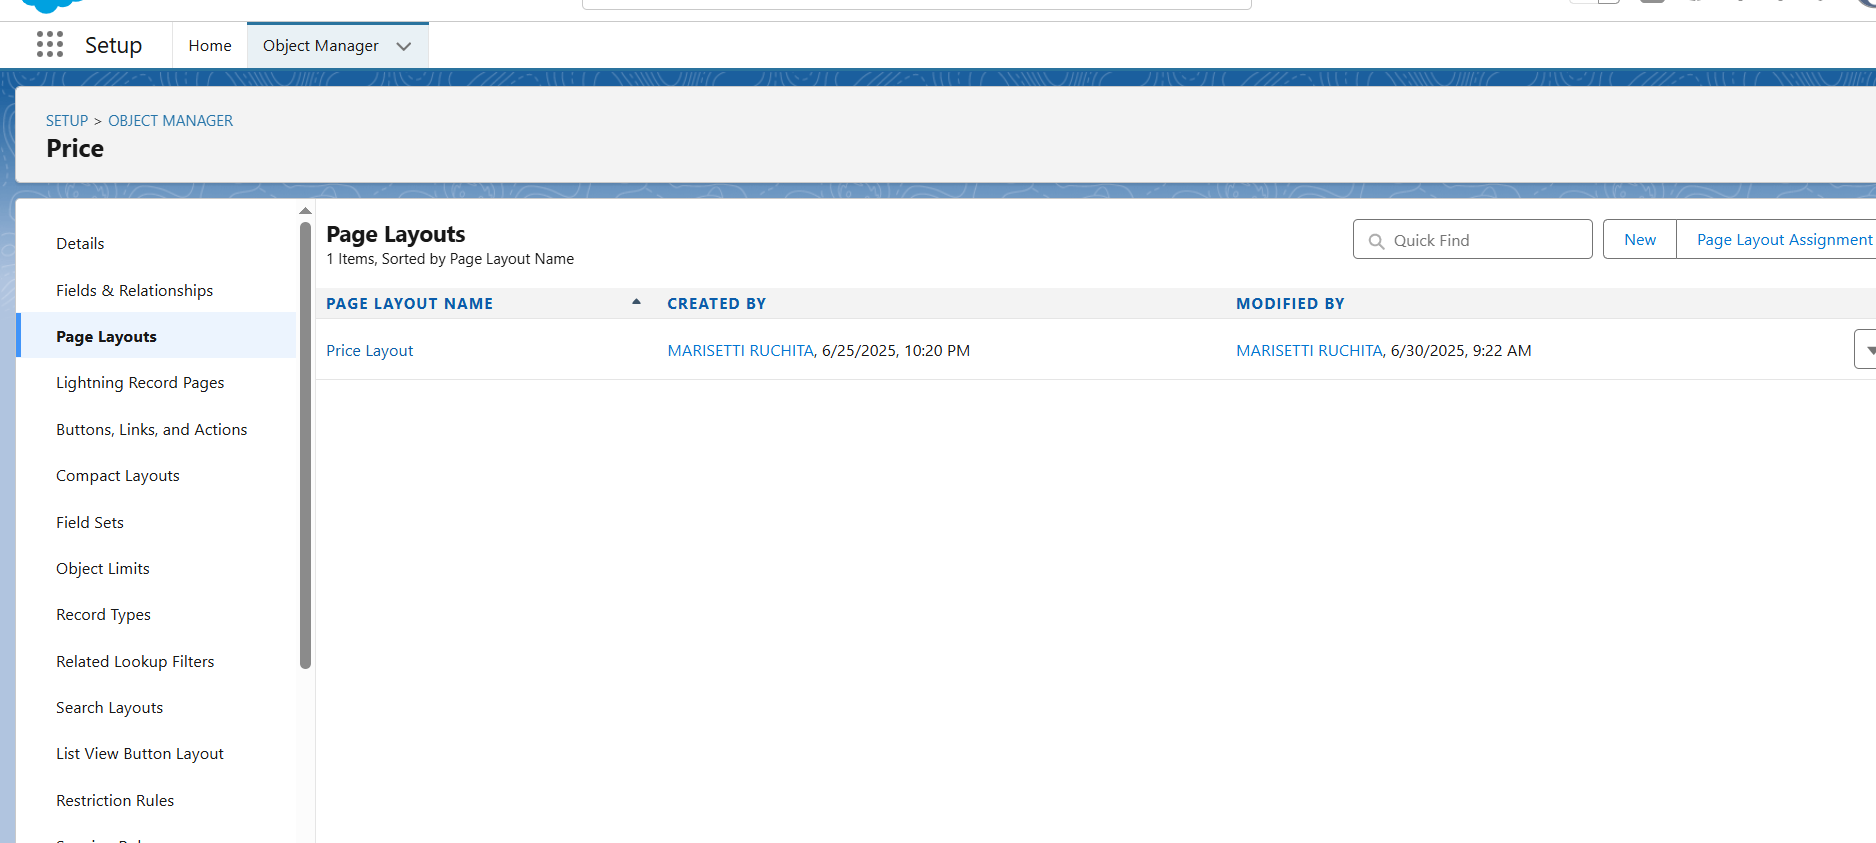 Setup
Home
Object Manager
SETUP > OBJECT MANAGER
Price
Details
Fields & Relationships
Page Layouts
Lightning Record Pages
Buttons, Links, and Actions
Compact Layouts
Field Sets
Object Limits
Record Types
Related Lookup Filters
Search Layouts
List View Button Layout
Restriction Rules
Page Layouts
1 Items, Sorted by Page Layout Name
Quick Find
New
Page Layout Assignment
PAGE LAYOUT NAME CREATED BY MODIFIED BY
Price Layout MARISETTI RUCHITA, 6/25/2025, 10:20 PM MARISETTI RUCHITA, 6/30/2025, 9:22 AM